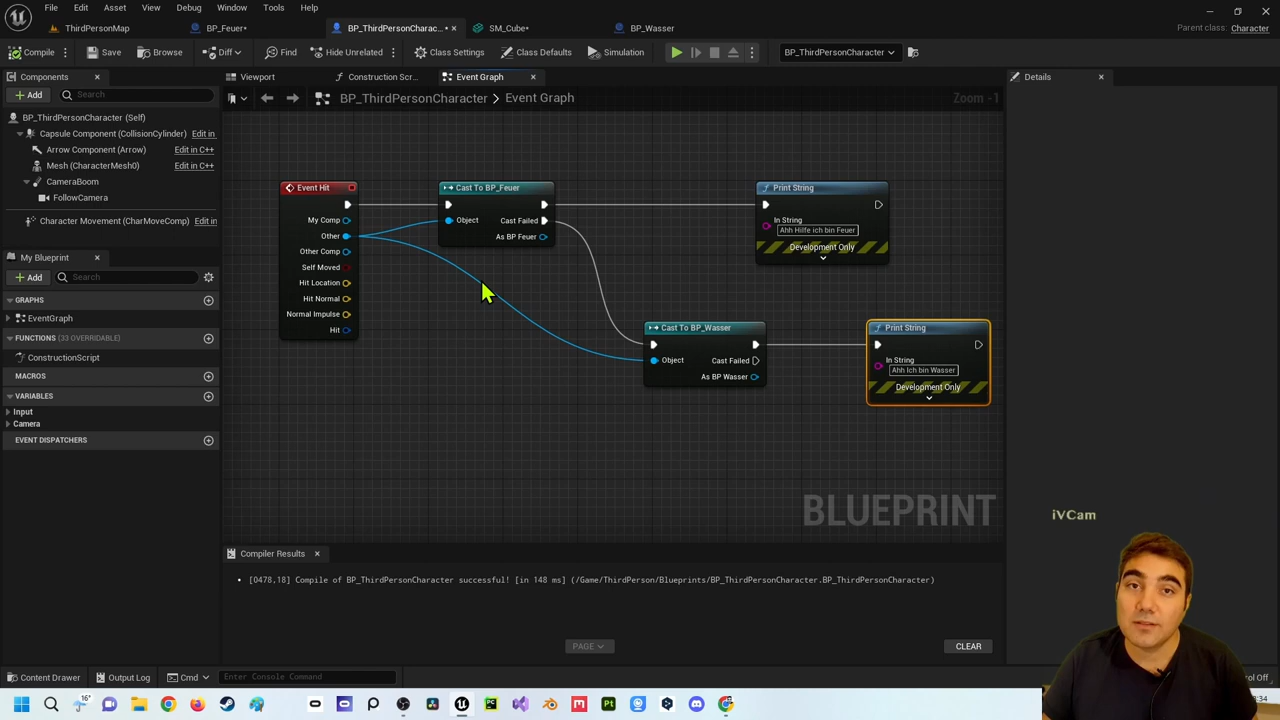 File Edit Asset View Debug Window Tools Help
ThirdPersonMap BP_Feuer* BP_ThirdPersonCharac..* SM_Cube* BP_Wasser
Parent class: Character
Compile Save Browse Diff Find Hide Unrelated Class Settings Class Defaults Simulation BP_ThirdPersonCharacter
Components Viewport Construction Scr... Event Graph Details
Add Search
BP_ThirdPersonCharacter > Event Graph
Zoom -1
BP_ThirdPersonCharacter (Self)
Capsule Component (CollisionCylinder) Edit in
Arrow Component (Arrow) Edit in C++
Mesh (CharacterMesh0) Edit in C++
CameraBoom
FollowCamera
Character Movement (CharMoveComp) Edit in
My Blueprint
Add Search
GRAPHS
EventGraph
FUNCTIONS (33 OVERRIDABLE)
ConstructionScript
MACROS
VARIABLES
Input
Camera
EVENT DISPATCHERS
Event Hit
My Comp
Other
Other Comp
Self Moved
Hit Location
Hit Normal
Normal Impulse
Hit
Cast To BP_Feuer
Object Cast Failed
As BP Feuer
Print String
In String
Ahh Hilfe ich bin Feuer
Development Only
Cast To BP_Wasser
Object Cast Failed
As BP Wasser
Print String
In String
Ahh Ich bin Wasser
Development Only
BLUEPRINT
iVCam
Compiler Results
[0478,18] Compile of BP_ThirdPersonCharacter successful! [in 148 ms] (/Game/ThirdPerson/Blueprints/BP_ThirdPersonCharacter.BP_ThirdPersonCharacter)
PAGE
CLEAR
Content Drawer Output Log Cmd Enter Console Command
16°